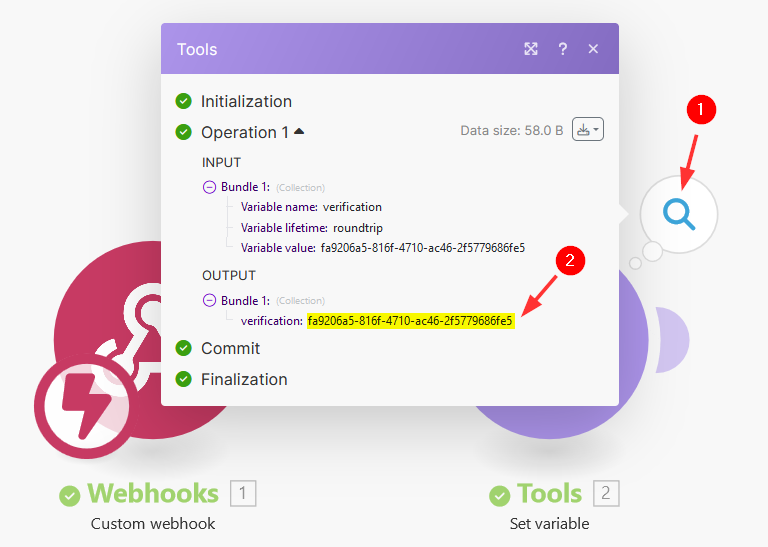 Tools
?
Initialization
Operation 1
Data size: 58.0 B
INPUT
Bundle 1: (Collection)
Variable name: verification
Variable lifetime: roundtrip
Variable value: fa9206a5-816f-4710-ac46-2f5779686fe5
OUTPUT
Bundle 1: (Collection)
verification: fa9206a5-816f-4710-ac46-2f5779686fe5
Commit
Finalization
1
2
Webhooks 1
Custom webhook
Tools 2
Set variable